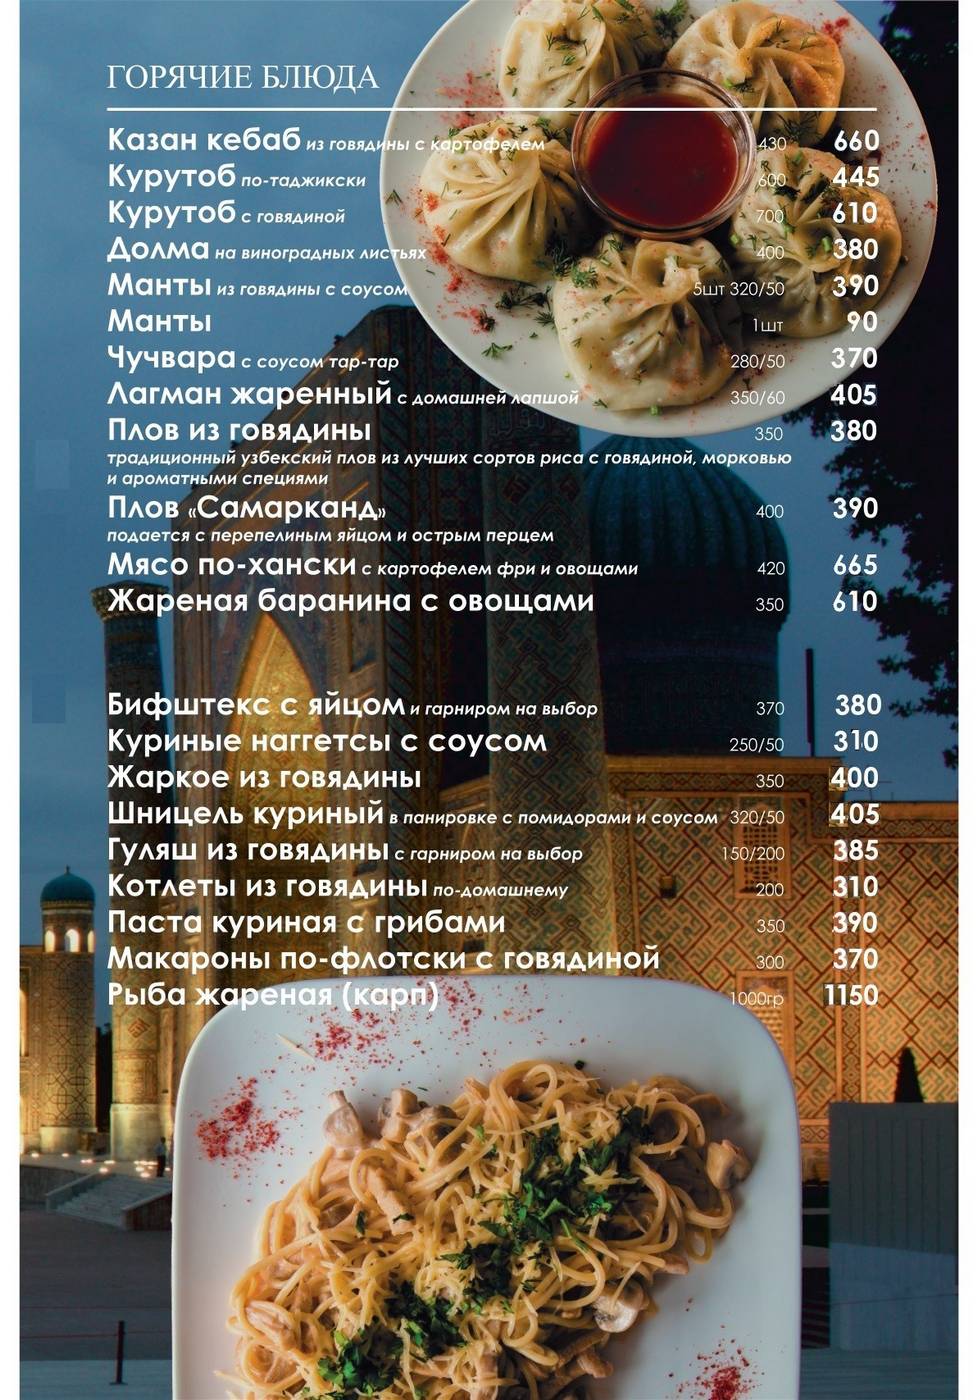 ГОРЯЧИЕ БЛЮДА
Казан кебаб из говядины с картофелем 430 660
Курутоб по-таджикски 600 445
Курутоб с говядиной 700 610
Долма на виноградных листьях 400 380
Манты из говядины с соусом 5шт 320/50 390
Манты 1шт 90
Чучвара с соусом тар-тар 280/50 370
Лагман жаренный с домашней лапшой 350/60 405
Плов из говядины 350 380
традиционный узбекский плов из лучших сортов риса с говядиной, морковью
и ароматными специями
Плов «Самарканд» 400 390
подается с перепелиным яйцом и острым перцем
Мясо по-хански с картофелем фри и овощами 420 665
Жареная баранина с овощами 350 610
Бифштекс с яйцом и гарниром на выбор 370 380
Куриные наггетсы с соусом 250/50 310
Жаркое из говядины 350 400
Шницель куриный в панировке с помидорами и соусом 320/50 405
Гуляш из говядины с гарниром на выбор 150/200 385
Котлеты из говядины по-домашнему 200 310
Паста куриная с грибами 350 390
Макароны по-флотски с говядиной 300 370
Рыба жареная (карп) 1000гр 1150